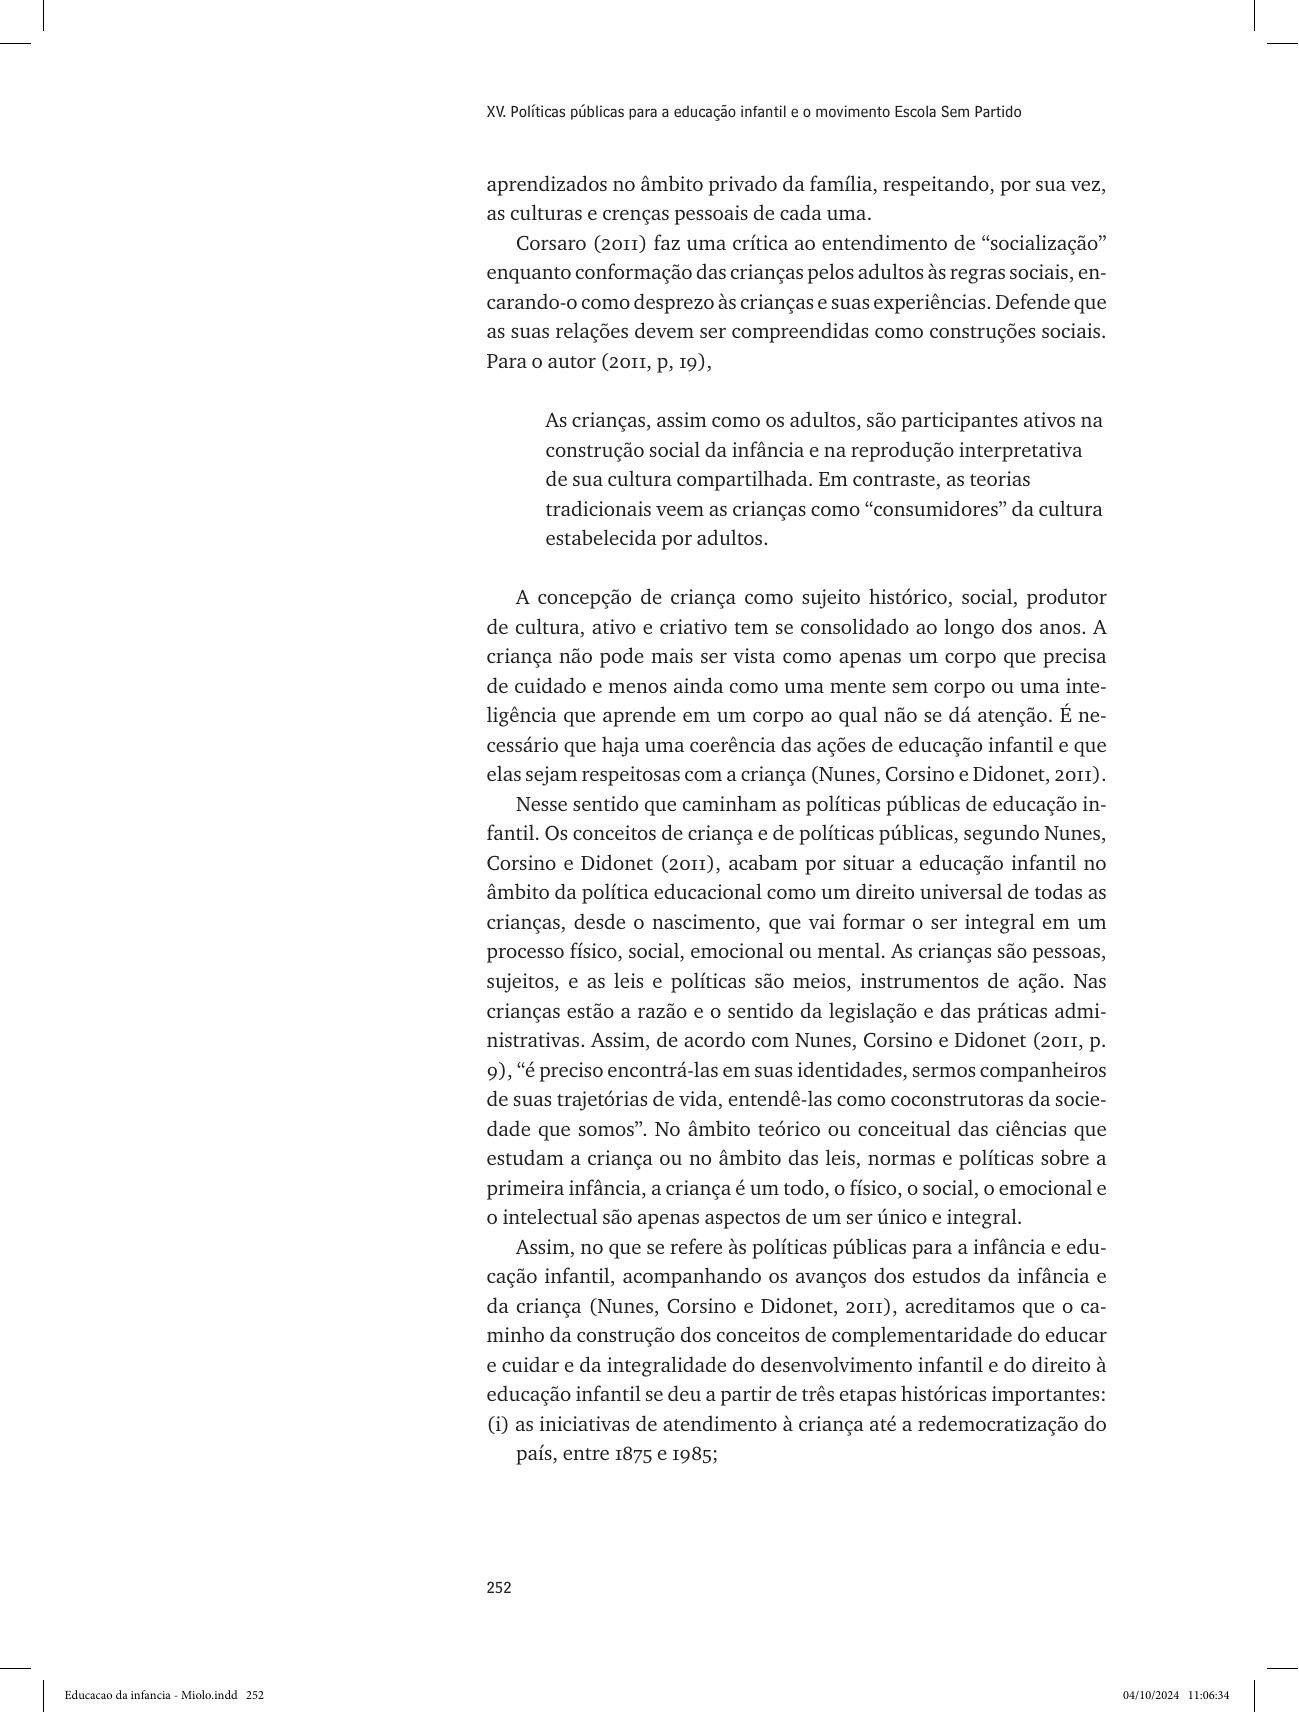 XV. Políticas públicas para a educação infantil e o movimento Escola Sem Partido
aprendizados no âmbito privado da família, respeitando, por sua vez,
as culturas e crenças pessoais de cada uma.
Corsaro (2011) faz uma crítica ao entendimento de “socialização”
enquanto conformação das crianças pelos adultos às regras sociais, en-
carando-o como desprezo às crianças e suas experiências. Defende que
as suas relações devem ser compreendidas como construções sociais.
Para o autor (2011, p, 19),
As crianças, assim como os adultos, são participantes ativos na
construção social da infância e na reprodução interpretativa
de sua cultura compartilhada. Em contraste, as teorias
tradicionais veem as crianças como “consumidores” da cultura
estabelecida por adultos.
A concepção de criança como sujeito histórico, social, produtor
de cultura, ativo e criativo tem se consolidado ao longo dos anos. A
criança não pode mais ser vista como apenas um corpo que precisa
de cuidado e menos ainda como uma mente sem corpo ou uma inte-
ligência que aprende em um corpo ao qual não se dá atenção. É ne-
cessário que haja uma coerência das ações de educação infantil e que
elas sejam respeitosas com a criança (Nunes, Corsino e Didonet, 2011).
Nesse sentido que caminham as políticas públicas de educação in-
fantil. Os conceitos de criança e de políticas públicas, segundo Nunes,
Corsino e Didonet (2011), acabam por situar a educação infantil no
âmbito da política educacional como um direito universal de todas as
crianças, desde o nascimento, que vai formar o ser integral em um
processo físico, social, emocional ou mental. As crianças são pessoas,
sujeitos, e as leis e políticas são meios, instrumentos de ação. Nas
crianças estão a razão e o sentido da legislação e das práticas admi-
nistrativas. Assim, de acordo com Nunes, Corsino e Didonet (2011, p.
9), “é preciso encontrá-las em suas identidades, sermos companheiros
de suas trajetórias de vida, entendê-las como coconstrutoras da socie-
dade que somos”. No âmbito teórico ou conceitual das ciências que
estudam a criança ou no âmbito das leis, normas e políticas sobre a
primeira infância, a criança é um todo, o físico, o social, o emocional e
o intelectual são apenas aspectos de um ser único e integral.
Assim, no que se refere às políticas públicas para a infância e edu-
cação infantil, acompanhando os avanços dos estudos da infância e
da criança (Nunes, Corsino e Didonet, 2011), acreditamos que o ca-
minho da construção dos conceitos de complementaridade do educar
e cuidar e da integralidade do desenvolvimento infantil e do direito à
educação infantil se deu a partir de três etapas históricas importantes:
(i) as iniciativas de atendimento à criança até a redemocratização do
país, entre 1875 e 1985;
252
Educacao da infancia - Miolo.indd 252
04/10/2024 11:06:34